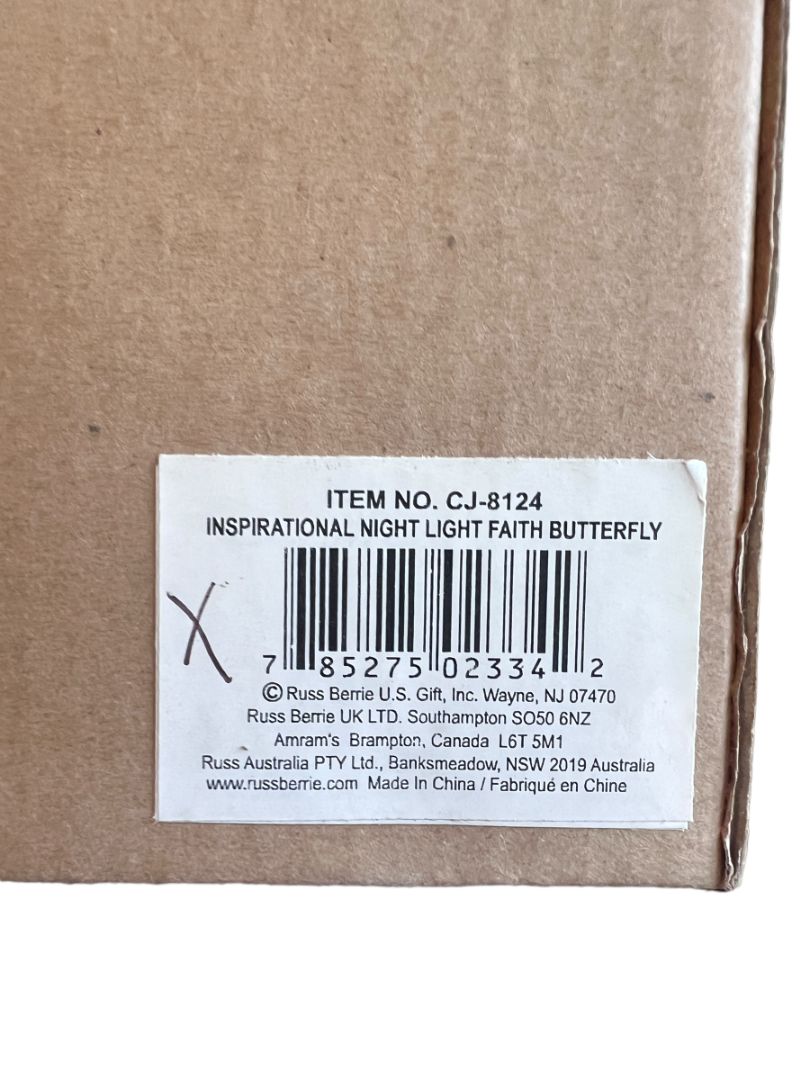 ITEM NO. CJ-8124
INSPIRATIONAL NIGHT LIGHT FAITH BUTTERFLY
X
7 85275 02334 2
© Russ Berrie U.S. Gift, Inc. Wayne, NJ 07470
Russ Berrie UK LTD. Southampton SO50 6NZ
Amram's Brampton, Canada L6T 5M1
Russ Australia PTY Ltd., Banksmeadow, NSW 2019 Australia
www.russberrie.com Made In China / Fabriqué en Chine